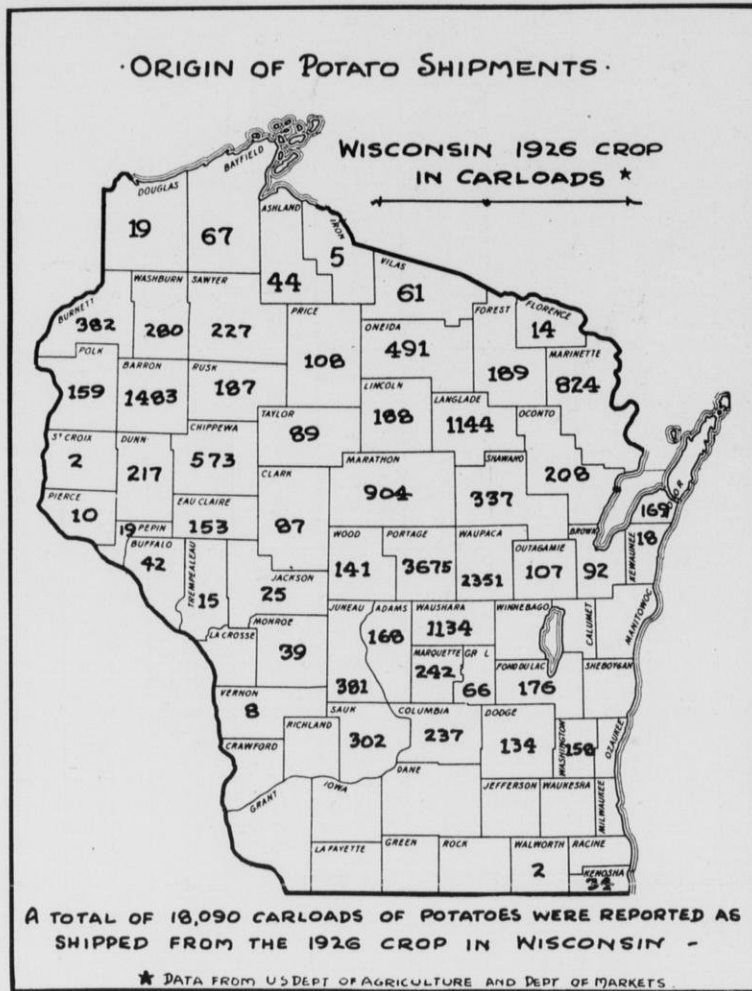 ·ORIGIN OF POTATO SHIPMENTS·
WISCONSIN 1926 CROP
IN CARLOADS *
DOUGLAS
19
BAYFIELD
67
ASHLAND
44
IRON
5
VILAS
61
BURNETT
382
WASHBURN
280
SAWYER
227
PRICE
108
ONEIDA
491
FOREST
189
FLORENCE
14
MARINETTE
824
POLK
159
BARRON
1483
RUSK
187
LINCOLN
188
LANGLADE
1144
OCONTO
208
TAYLOR
89
ST CROIX
2
DUNN
217
CHIPPEWA
573
CLARK
87
MARATHON
904
SHAWANO
337
PIERCE
10
PEPIN
19
EAU CLAIRE
153
BUFFALO
42
TREMPEALEAU
15
JACKSON
25
WOOD
141
PORTAGE
3675
WAUPACA
2351
OUTAGAMIE
107
BROWN
92
169
KEWAUNEE
18
LA CROSSE
MONROE
39
JUNEAU
381
ADAMS
168
WAUSHARA
1134
WINNEBAGO
CALUMET
MANITOWOC
MARQUETTE
242
GR L
66
FOND DU LAC
176
SHEBOYGAN
VERNON
8
RICHLAND
SAUK
302
COLUMBIA
237
DODGE
134
WASHINGTON
158
OZAUKEE
CRAWFORD
GRANT
IOWA
DANE
JEFFERSON
WAUKESHA
MILWAUKEE
LA FAYETTE
GREEN
ROCK
WALWORTH
2
RACINE
KENOSHA
A TOTAL OF 18,090 CARLOADS OF POTATOES WERE REPORTED AS
SHIPPED FROM THE 1926 CROP IN WISCONSIN -
* DATA FROM US DEPT OF AGRICULTURE AND DEPT OF MARKETS